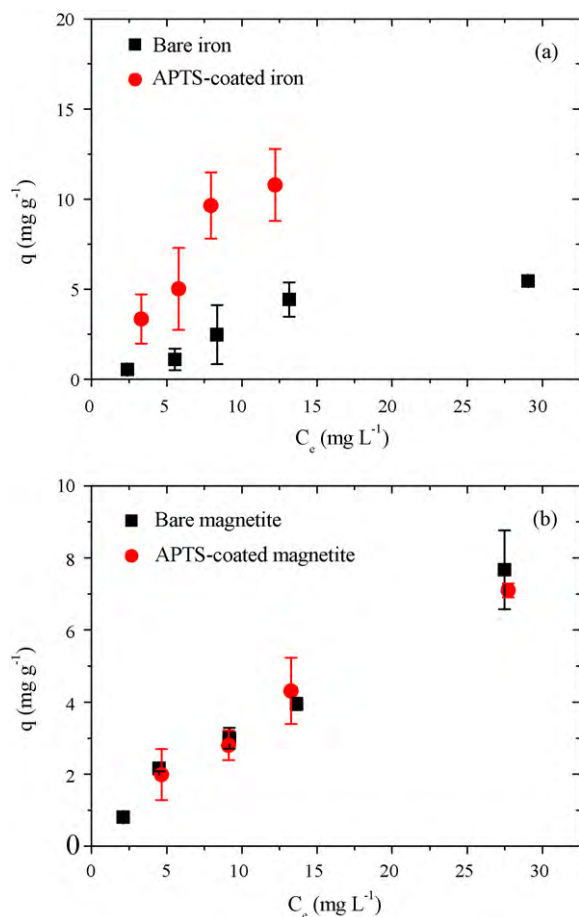 20
Bare iron
(a)
APTS-coated iron
15
10
q (mg g-1)
5
0
0 5 10 15 20 25 30
Ce (mg L-1)
10
Bare magnetite
(b)
APTS-coated magnetite
8
6
q (mg g-1)
4
2
0
0 5 10 15 20 25 30
Ce (mg L-1)